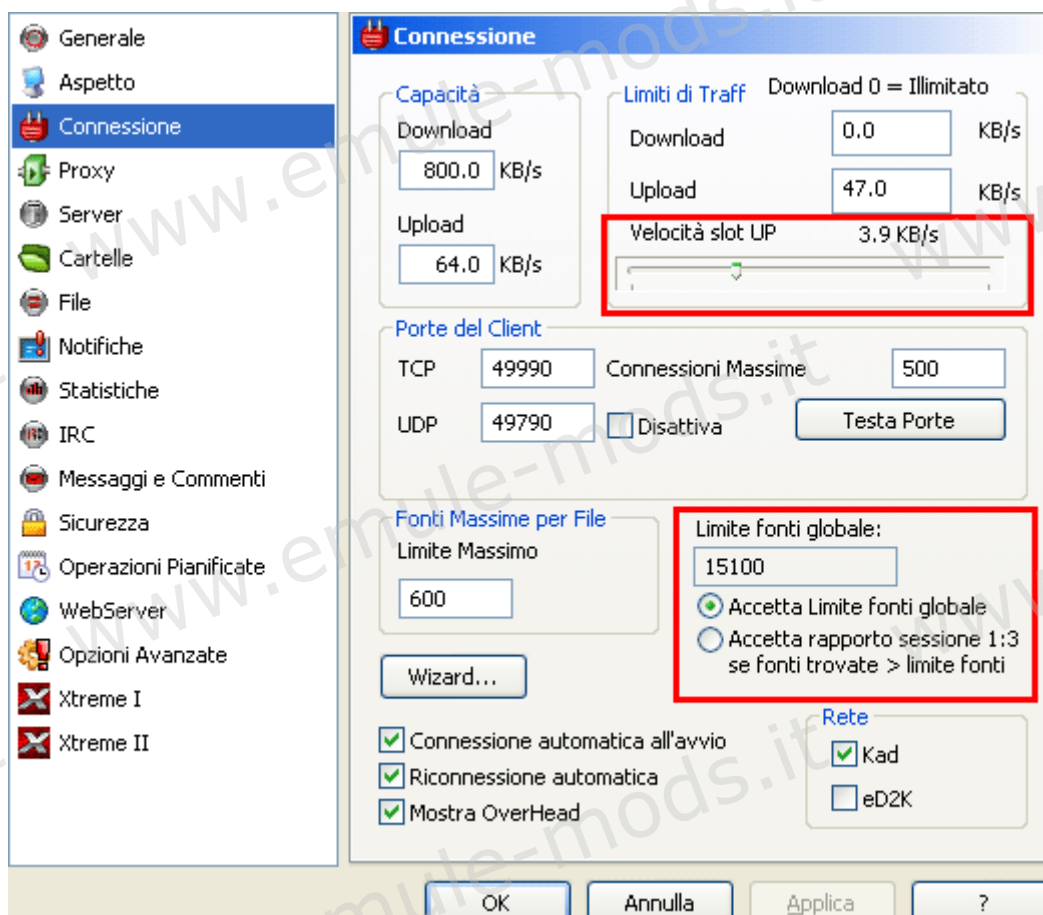 Generale
Aspetto
Connessione
Proxy
Server
Cartelle
File
Notifiche
Statistiche
IRC
Messaggi e Commenti
Sicurezza
Operazioni Pianificate
WebServer
Opzioni Avanzate
Xtreme I
Xtreme II
Connessione
Capacità
Download
800.0 KB/s
Upload
64.0 KB/s
Limiti di Traff Download 0 = Illimitato
Download 0.0 KB/s
Upload 47.0 KB/s
Velocità slot UP 3.9 KB/s
Porte del Client
TCP 49990 Connessioni Massime 500
UDP 49790 Disattiva Testa Porte
Fonti Massime per File
Limite Massimo
600
Limite fonti globale:
15100
Accetta Limite fonti globale
Accetta rapporto sessione 1:3
se fonti trovate > limite fonti
Wizard...
Connessione automatica all'avvio
Riconnessione automatica
Mostra OverHead
Rete
Kad
eD2K
OK Annulla Applica ?
www.emule-mods.it
www.emule-mods.it